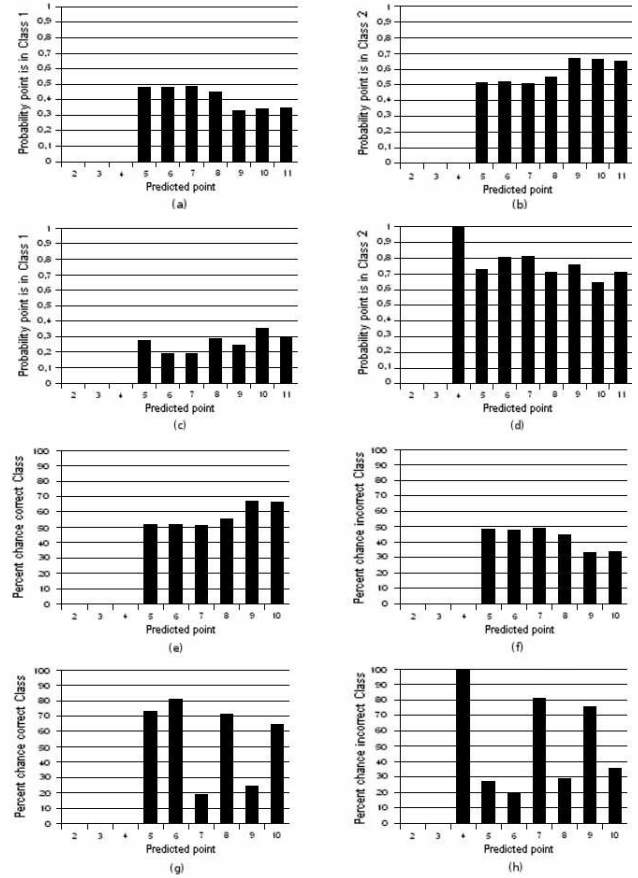 Probability point is in Class 1
1
0,9
0,8
0,7
0,6
0,5
0,4
0,3
0,2
0,1
0
2 3 4 5 6 7 8 9 10 11
Predicted point
(a)
Probability point is in Class 2
1
0,9
0,8
0,7
0,6
0,5
0,4
0,3
0,2
0,1
0
2 3 4 5 6 7 8 9 10 11
Predicted point
(b)
Probability point is in Class 1
1
0,9
0,8
0,7
0,6
0,5
0,4
0,3
0,2
0,1
0
2 3 4 5 6 7 8 9 10 11
Predicted point
(c)
Probability point is in Class 2
1
0,9
0,8
0,7
0,6
0,5
0,4
0,3
0,2
0,1
0
2 3 4 5 6 7 8 9 10 11
Predicted point
(d)
Percent chance correct Class
100
90
80
70
60
50
40
30
20
10
0
2 3 4 5 6 7 8 9 10
Predicted point
(e)
Percent chance incorrect Class
100
90
80
70
60
50
40
30
20
10
0
2 3 4 5 6 7 8 9 10
Predicted point
(f)
Percent chance correct Class
100
90
80
70
60
50
40
30
20
10
0
2 3 4 5 6 7 8 9 10
Predicted point
(g)
Percent chance incorrect Class
100
90
80
70
60
50
40
30
20
10
0
2 3 4 5 6 7 8 9 10
Predicted point
(h)